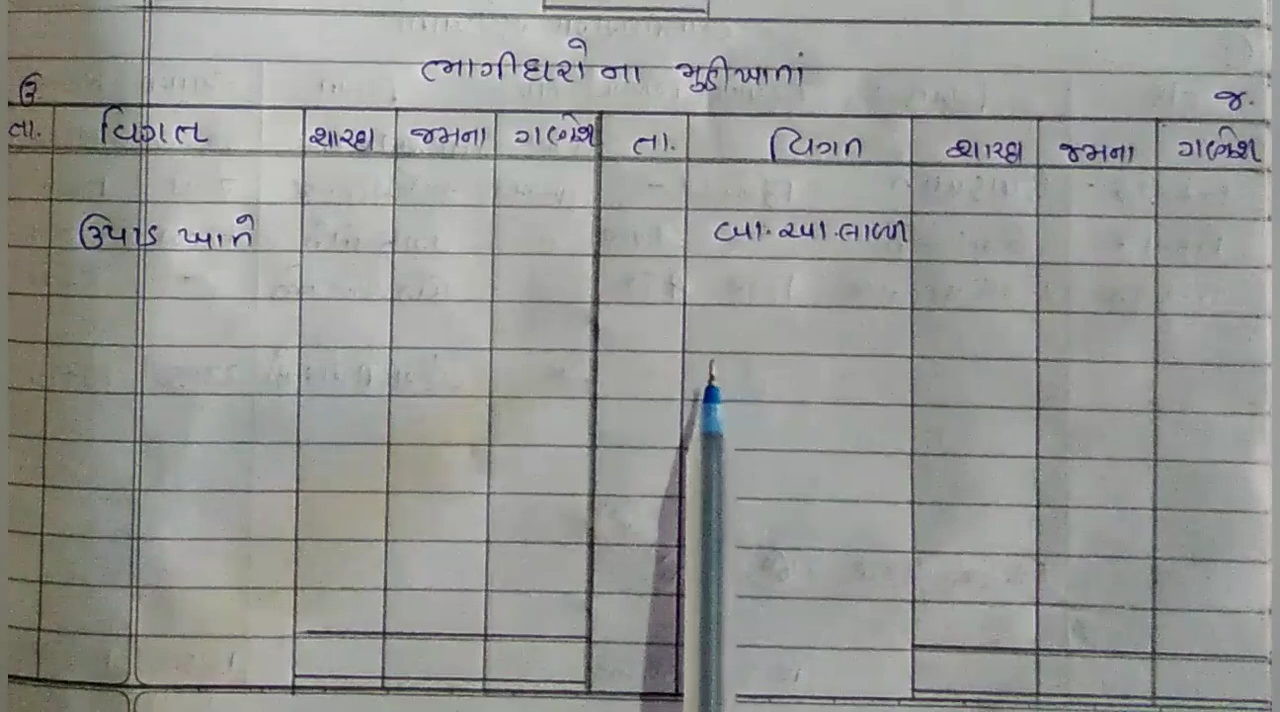 ભાગીદારોના મુડીખાતાં
ઉ જ.
તા. વિગત શારદા જમના ગણેશ તા. વિગત શારદા જમના ગણેશ
ઉપાડ ખાતે બા.સ્થા.લાવ્યા